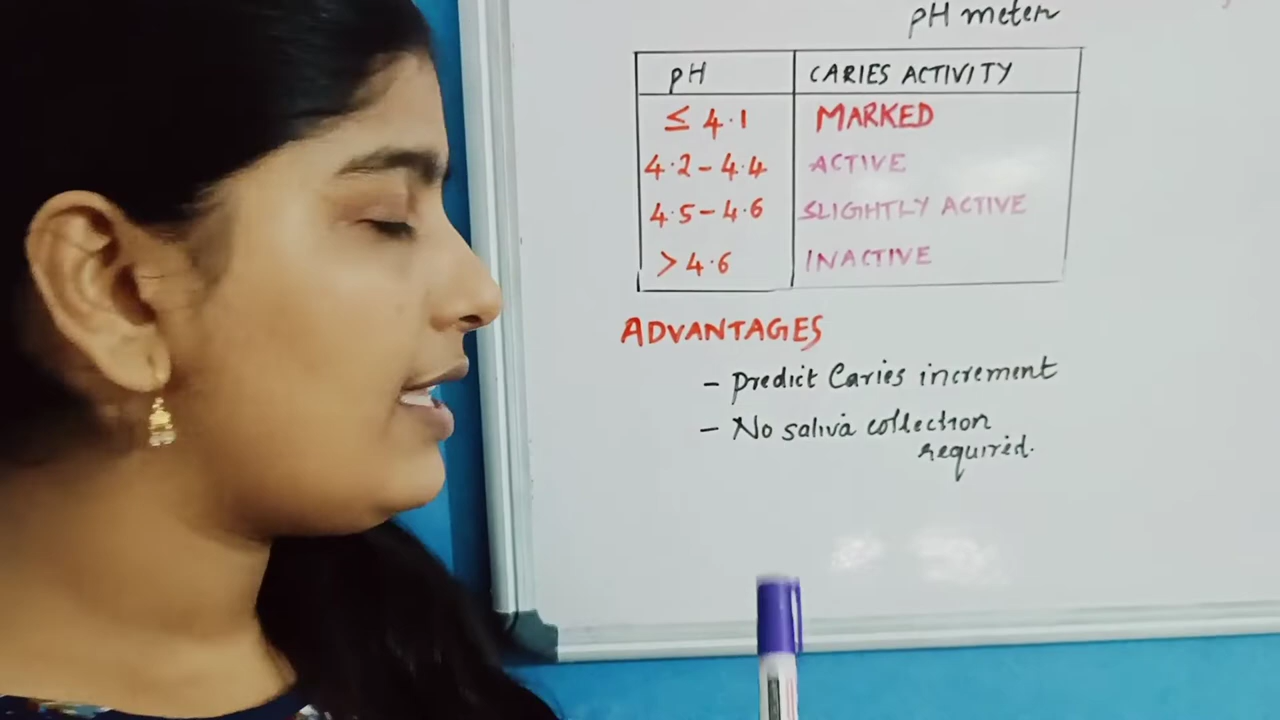 pH meter
pH CARIES ACTIVITY
≤ 4.1 MARKED
4.2 - 4.4 ACTIVE
4.5 - 4.6 SLIGHTLY ACTIVE
> 4.6 INACTIVE
ADVANTAGES
- Predict Caries increment
- No saliva collection
required.